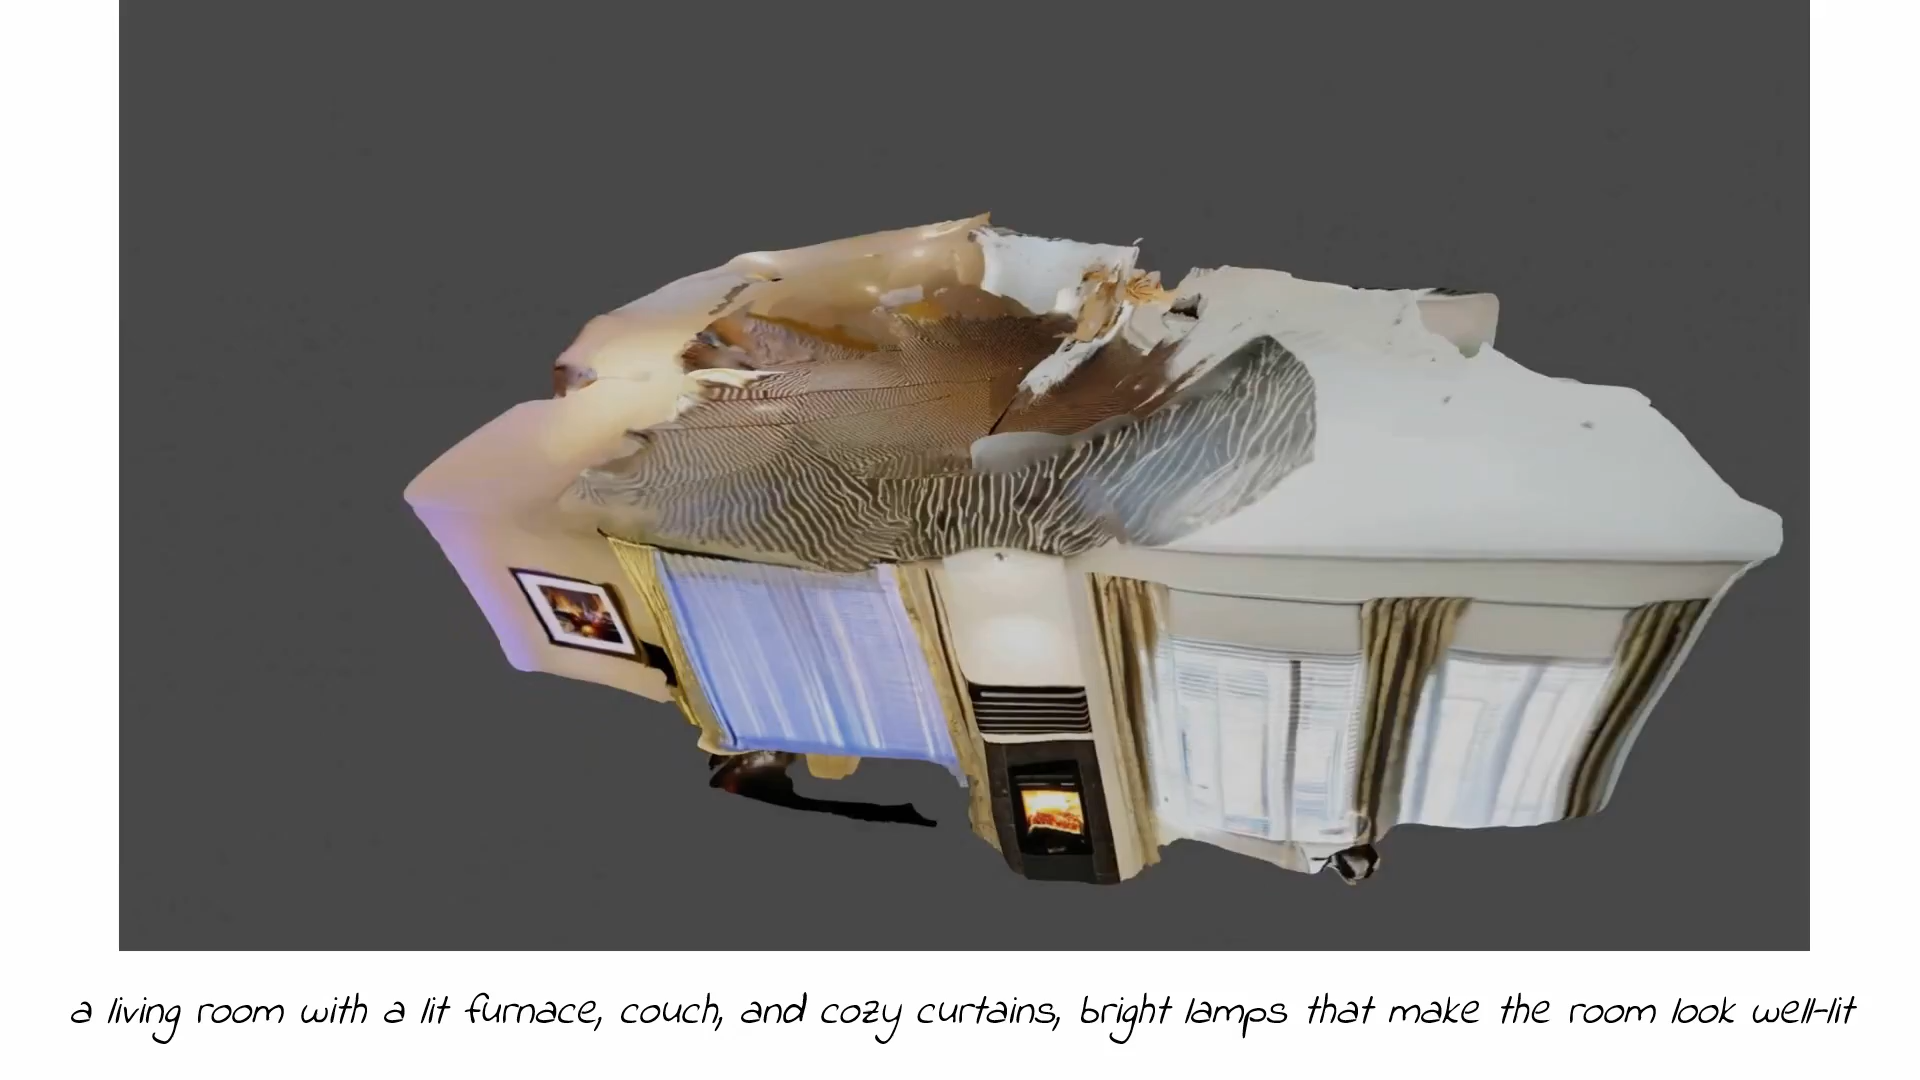 a living room with a lit furnace, couch, and cozy curtains, bright lamps that make the room look well-lit